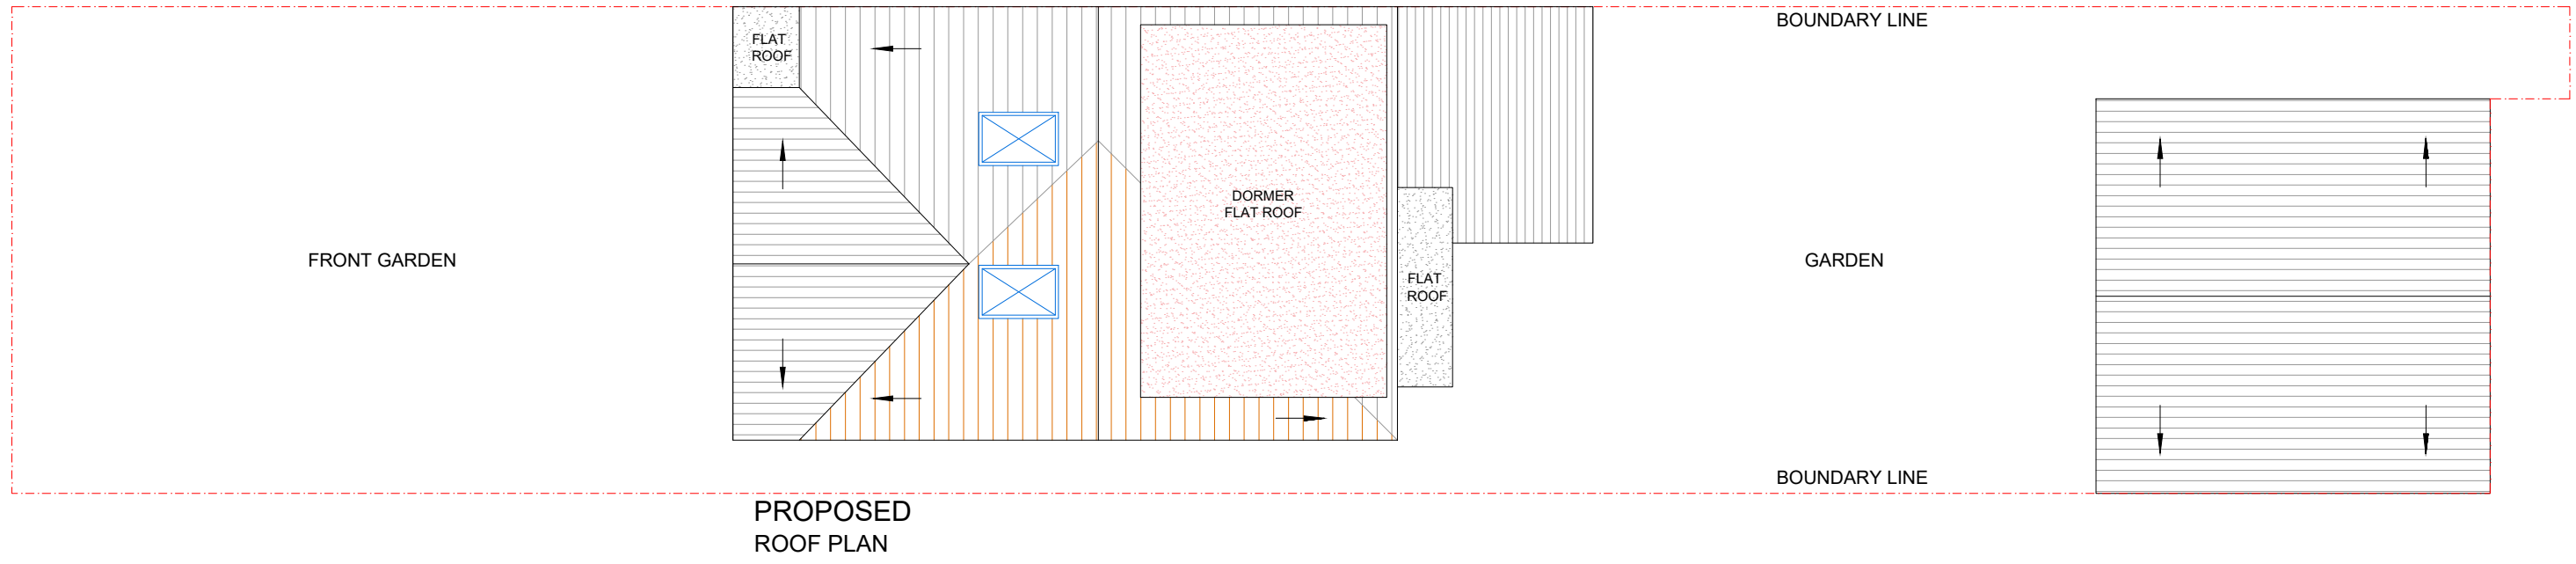 BOUNDARY LINE
FLAT
ROOF
DORMER
FLAT ROOF
FRONT GARDEN
GARDEN
FLAT
ROOF
BOUNDARY LINE
PROPOSED
ROOF PLAN